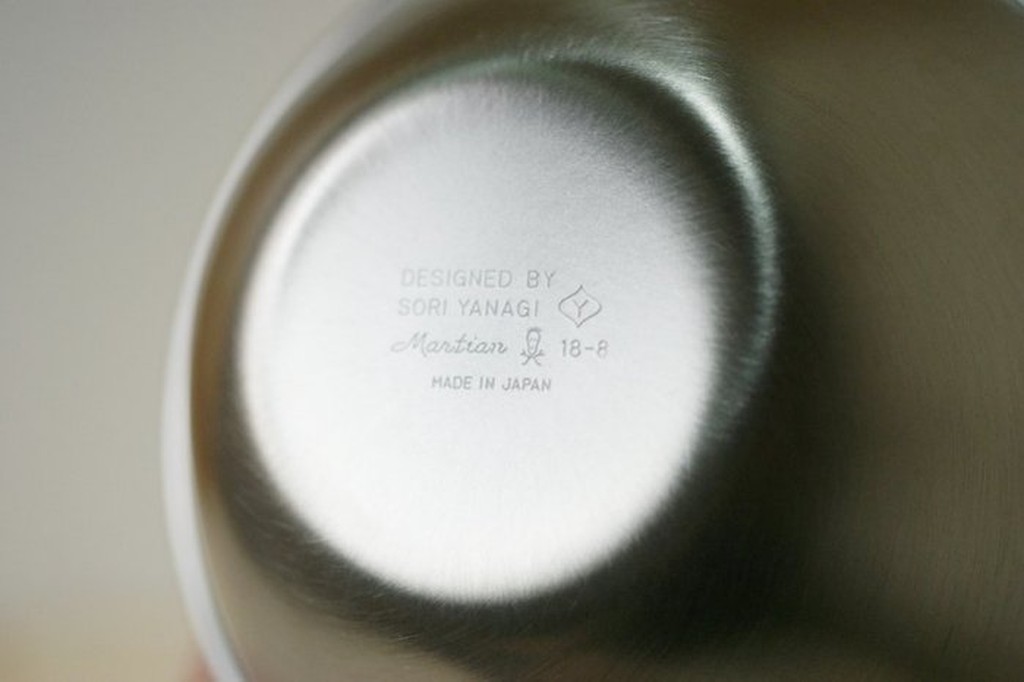 DESIGNED BY
SORI YANAGI Y
Martian 18-8
MADE IN JAPAN